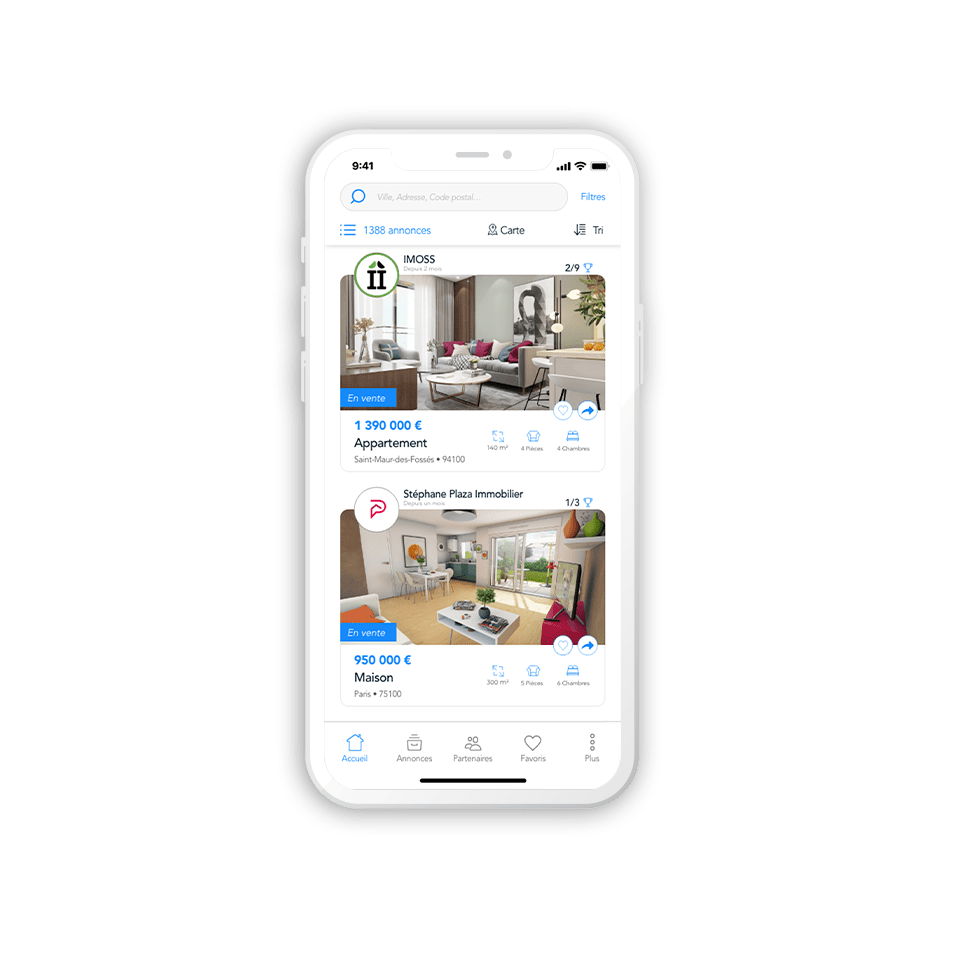 9:41
Ville, Adresse, Code postal...
Filtres
1388 annonces
Carte
Tri
IMOSS
Depuis 2 mois
2/9
En vente
1 390 000 €
Appartement
Saint-Maur-des-Fossés • 94100
140 m²
4 Pièces
4 Chambres
Stéphane Plaza Immobilier
Depuis un mois
1/3
En vente
950 000 €
Maison
Paris • 75100
300 m²
5 Pièces
6 Chambres
Accueil
Annonces
Partenaires
Favoris
Plus